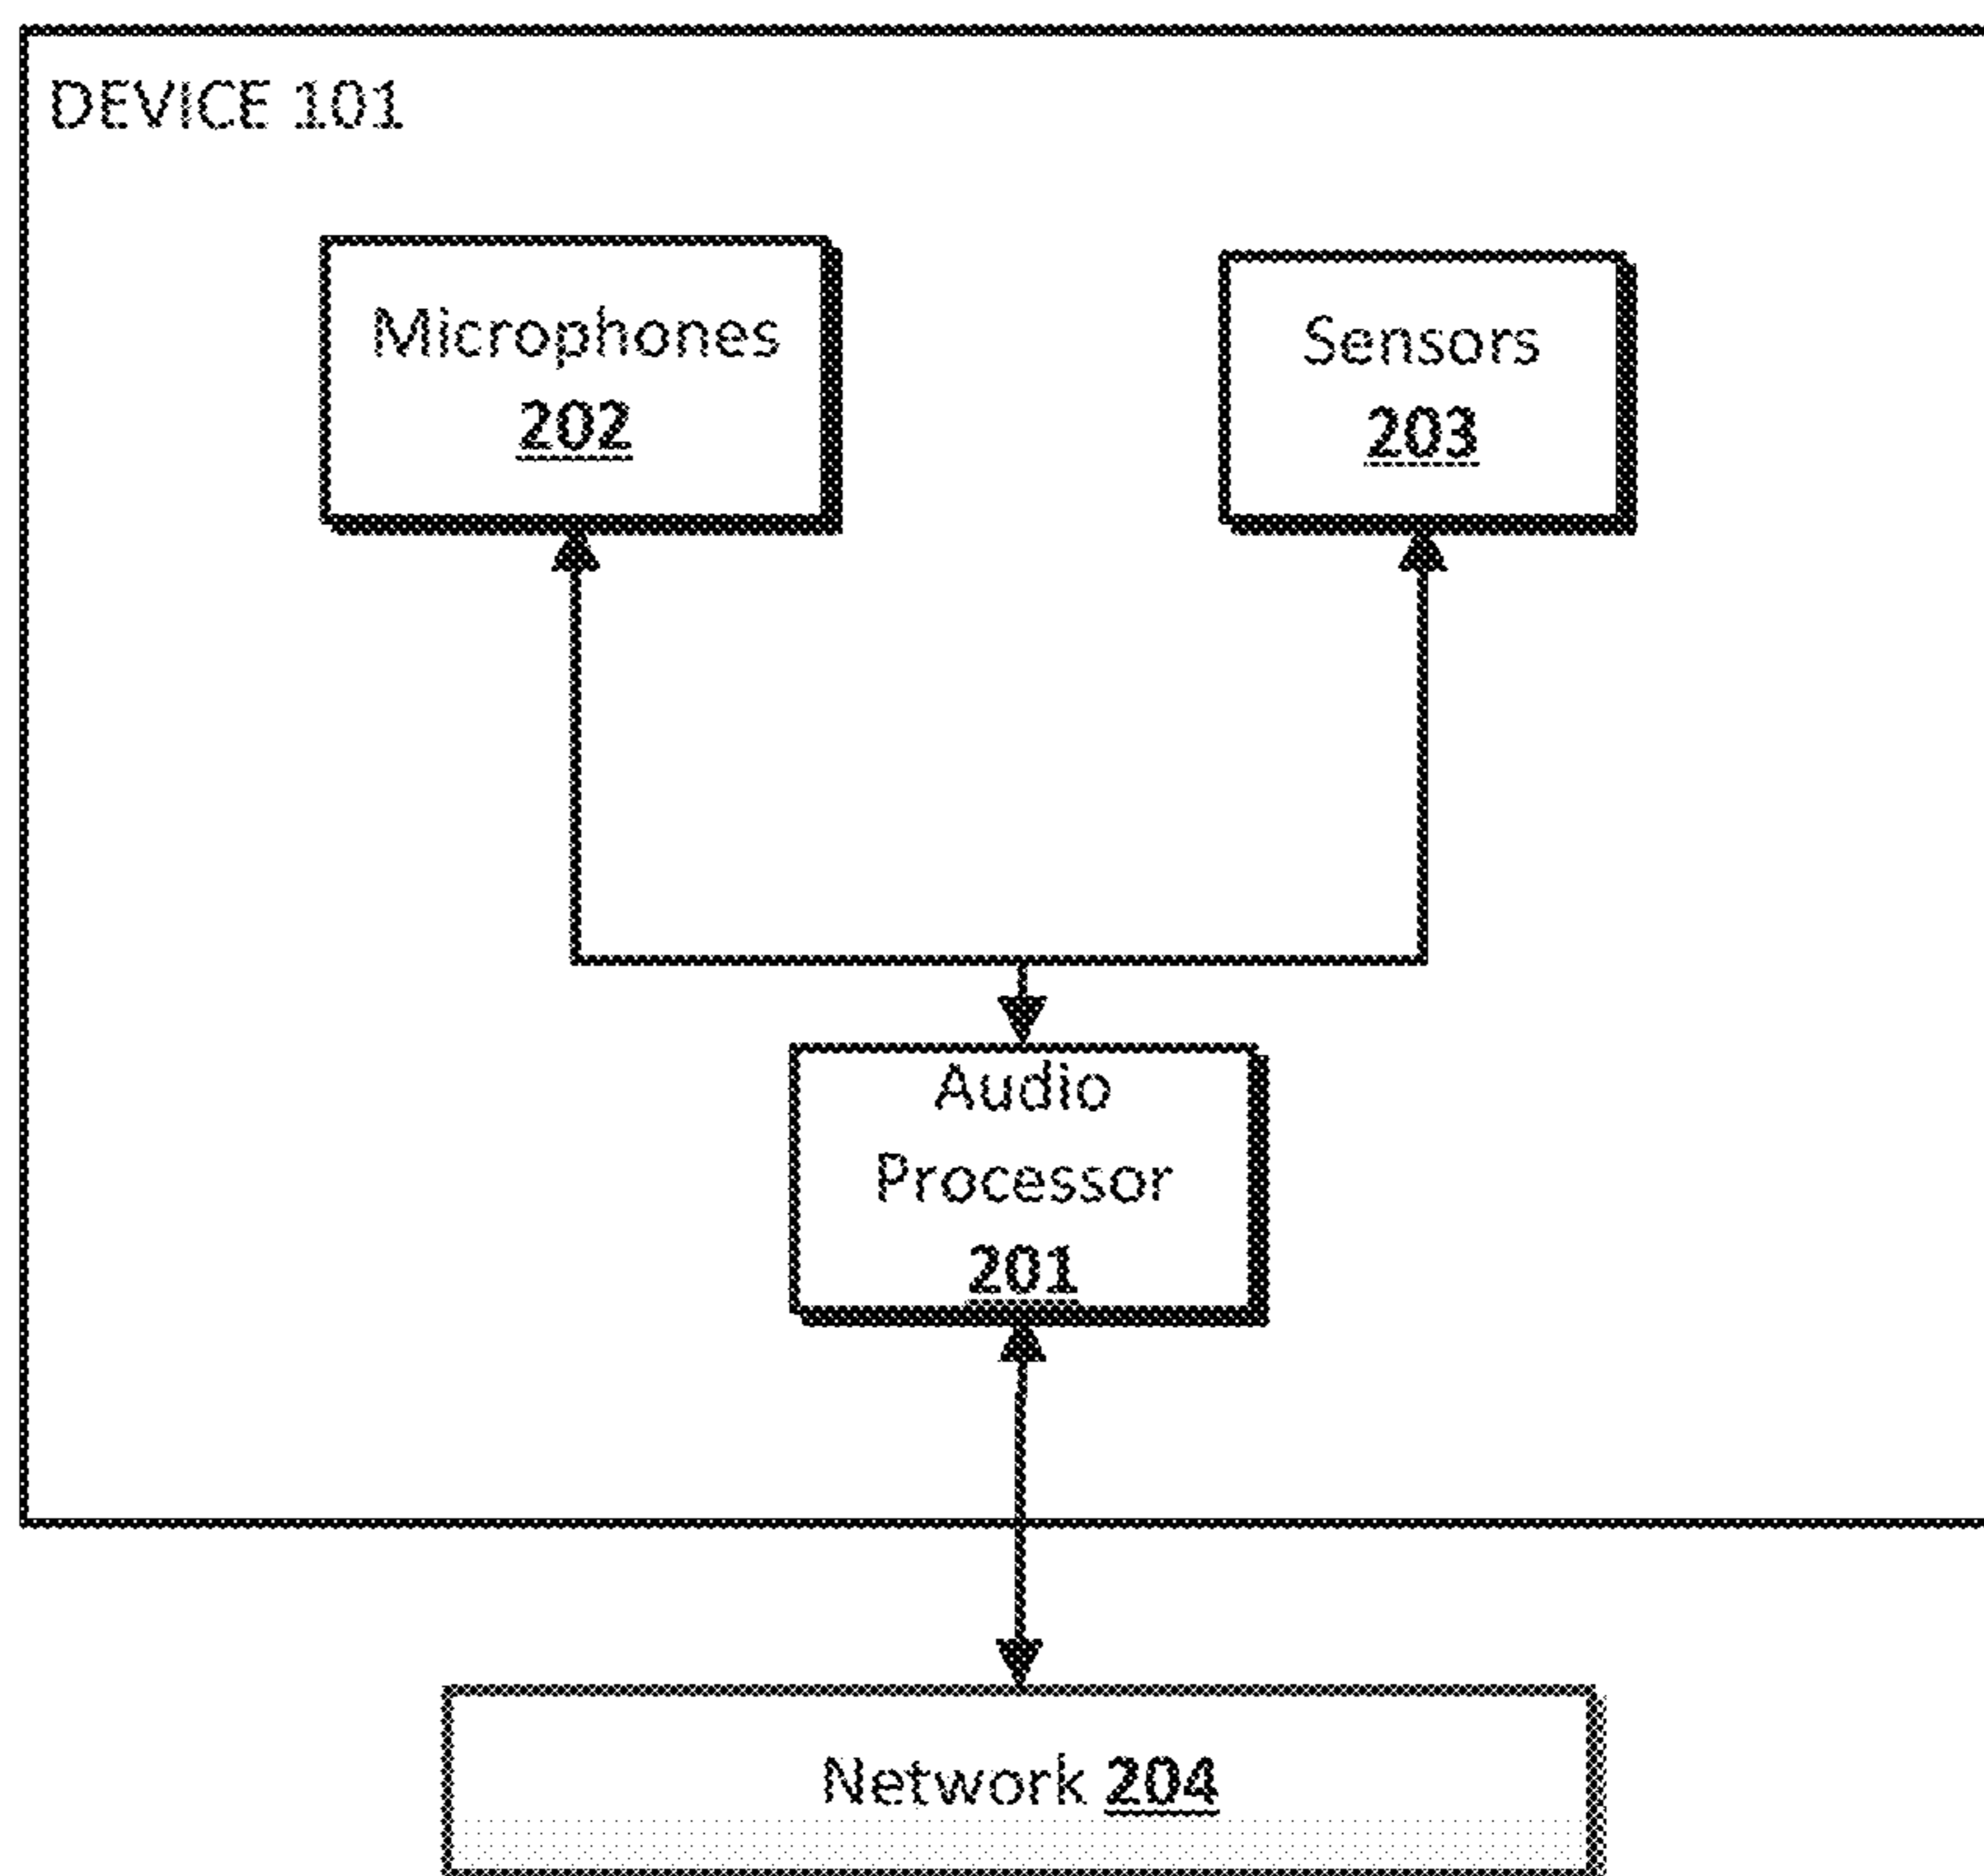 DEVICE 101
Microphones
202
Sensors
203
Audio
Processor
201
Network 204